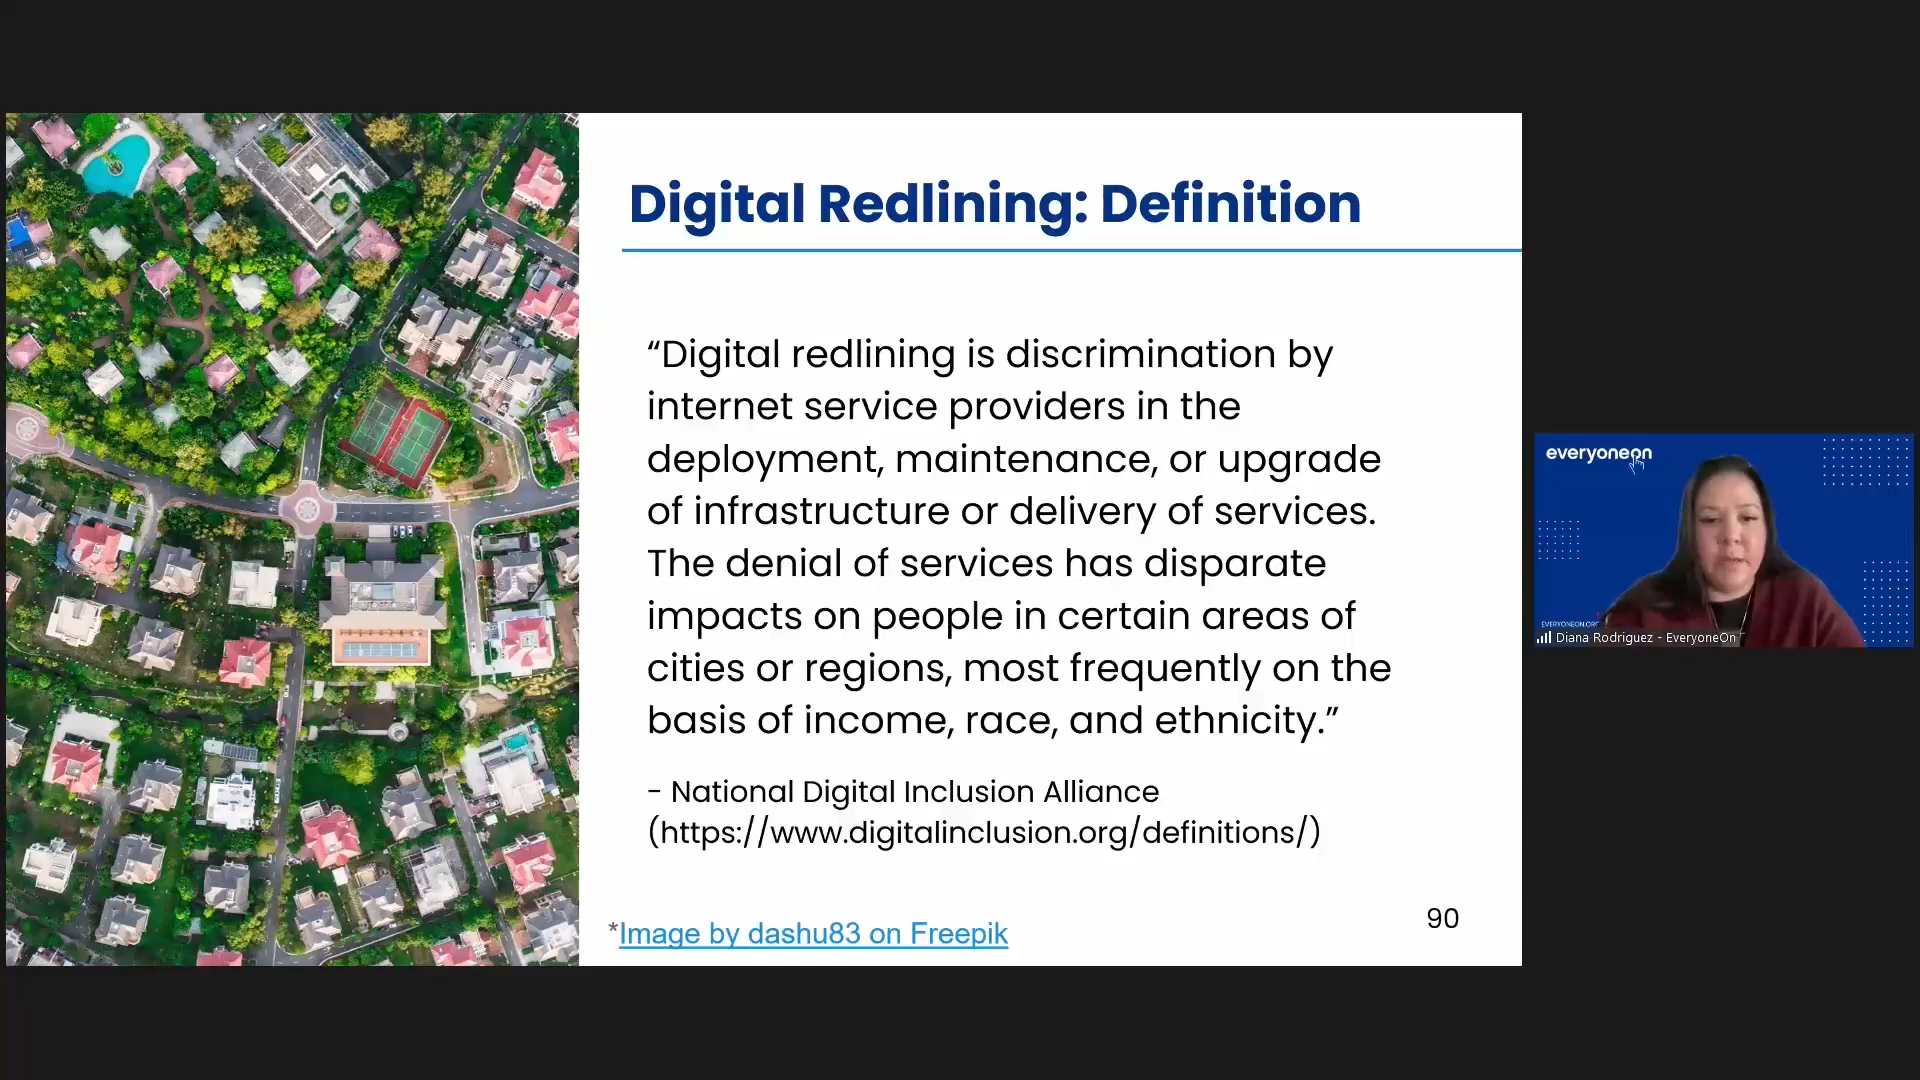 Digital Redlining: Definition
“Digital redlining is discrimination by
internet service providers in the
deployment, maintenance, or upgrade
of infrastructure or delivery of services.
The denial of services has disparate
impacts on people in certain areas of
cities or regions, most frequently on the
basis of income, race, and ethnicity.”
- National Digital Inclusion Alliance
(https://www.digitalinclusion.org/definitions/)
*Image by dashu83 on Freepik
90
everyoneon
EVERYONEON.ORG
Diana Rodriguez - EveryoneOn